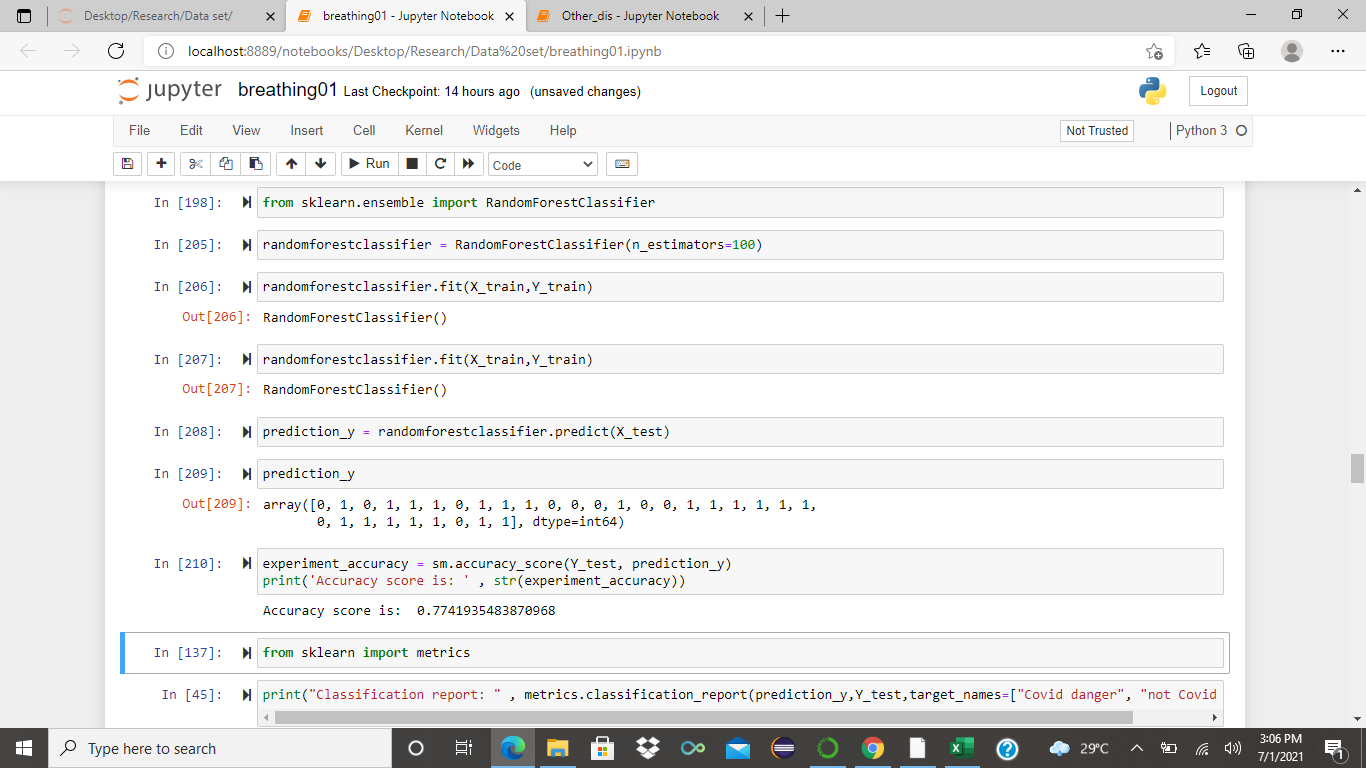 Desktop/Research/Data set/
breathing01 - Jupyter Notebook
Other_dis - Jupyter Notebook
localhost:8889/notebooks/Desktop/Research/Data%20set/breathing01.ipynb
jupyter breathing01 Last Checkpoint: 14 hours ago (unsaved changes)
Logout
File Edit View Insert Cell Kernel Widgets Help
Not Trusted
Python 3
Run
Code
In [198]: from sklearn.ensemble import RandomForestClassifier
In [205]: randomforestclassifier = RandomForestClassifier(n_estimators=100)
In [206]: randomforestclassifier.fit(X_train,Y_train)
Out[206]: RandomForestClassifier()
In [207]: randomforestclassifier.fit(X_train,Y_train)
Out[207]: RandomForestClassifier()
In [208]: prediction_y = randomforestclassifier.predict(X_test)
In [209]: prediction_y
Out[209]: array([0, 1, 0, 1, 1, 1, 0, 1, 1, 1, 0, 0, 0, 1, 0, 0, 1, 1, 1, 1, 1, 1,
0, 1, 1, 1, 1, 1, 0, 1, 1], dtype=int64)
In [210]: experiment_accuracy = sm.accuracy_score(Y_test, prediction_y)
print('Accuracy score is: ' , str(experiment_accuracy))
Accuracy score is:  0.7741935483870968
In [137]: from sklearn import metrics
In [45]: print("Classification report: " , metrics.classification_report(prediction_y,Y_test,target_names=["Covid danger", "not Covid
Type here to search
29°C
3:06 PM
7/1/2021
1